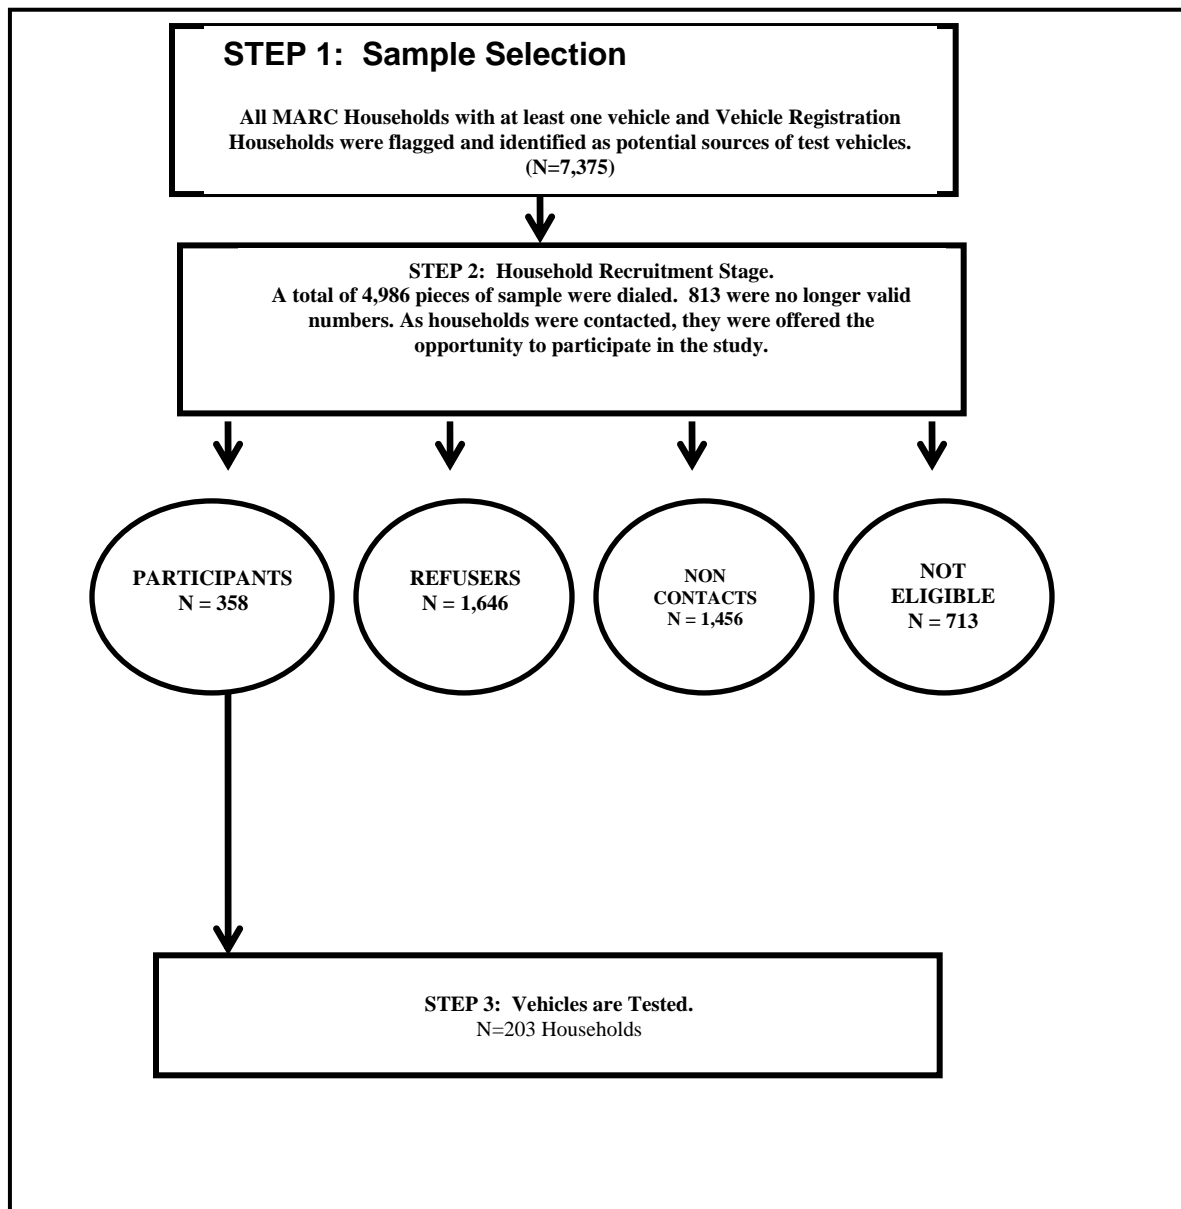 STEP 1:  Sample Selection
All MARC Households with at least one vehicle and Vehicle Registration
Households were flagged and identified as potential sources of test vehicles.
(N=7,375)
STEP 2:  Household Recruitment Stage.
A total of 4,986 pieces of sample were dialed.  813 were no longer valid
numbers. As households were contacted, they were offered the
opportunity to participate in the study.
PARTICIPANTS
N = 358
REFUSERS
N = 1,646
NON
CONTACTS
N = 1,456
NOT
ELIGIBLE
N = 713
STEP 3:  Vehicles are Tested.
N=203 Households